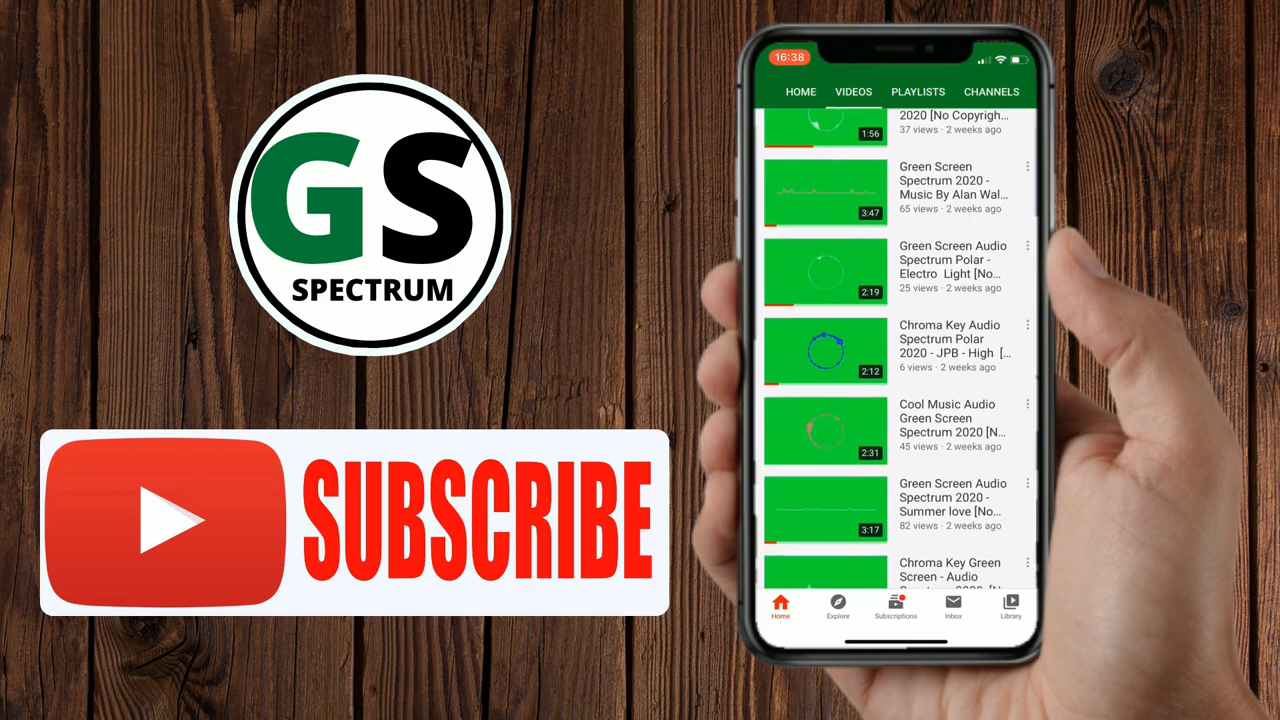 GS
SPECTRUM
SUBSCRIBE
16:38
HOME VIDEOS PLAYLISTS CHANNELS
2020 [No Copyrigh...
37 views · 2 weeks ago
1:56
Green Screen
Spectrum 2020 -
Music By Alan Wal...
65 views · 2 weeks ago
3:47
Green Screen Audio
Spectrum Polar -
Electro Light [No...
25 views · 2 weeks ago
2:19
Chroma Key Audio
Spectrum Polar
2020 - JPB - High [...
6 views · 2 weeks ago
2:12
Cool Music Audio
Green Screen
Spectrum 2020 [N...
45 views · 2 weeks ago
2:31
Green Screen Audio
Spectrum 2020 -
Summer love [No...
82 views · 2 weeks ago
3:17
Chroma Key Green
Screen - Audio
Home Explore Subscriptions Inbox Library